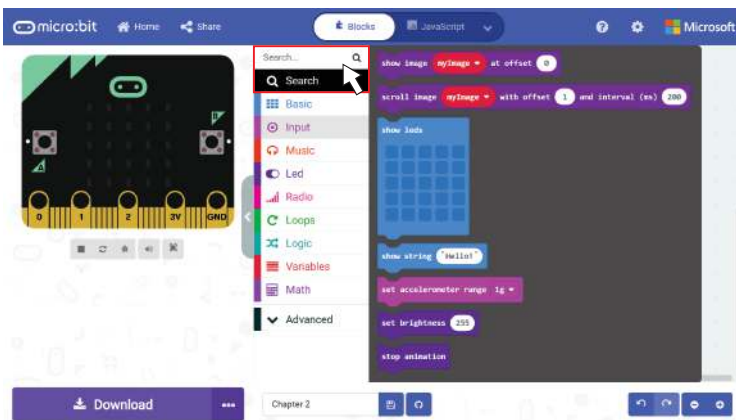 micro:bit Home Share Blocks JavaScript Microsoft
Search...
Search
Basic
Input
Music
Led
Radio
Loops
Logic
Variables
Math
Advanced
show image myImage at offset 0
scroll image myImage with offset 1 and interval (ms) 200
show leds
show string "Hello!"
set accelerometer range 1g
set brightness 255
stop animation
B
A
0 1 2 3V GND
Download ••• Chapter 2